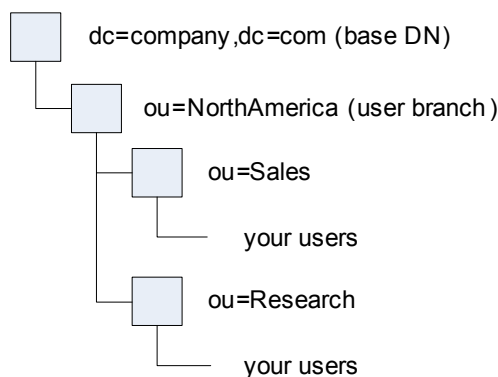 dc=company,dc=com (base DN)
ou=NorthAmerica (user branch)
ou=Sales
your users
ou=Research
your users